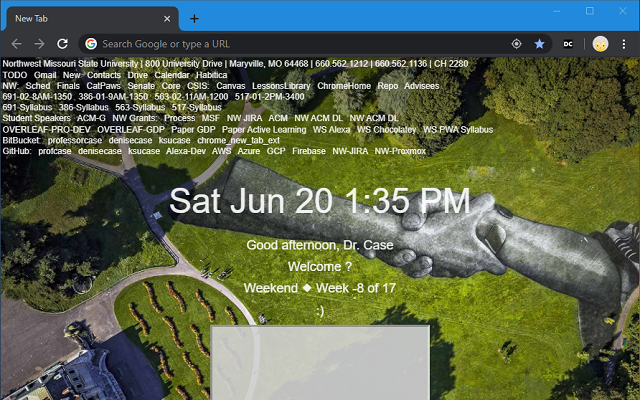 New Tab
Search Google or type a URL
DC
Northwest Missouri State University | 800 University Drive | Maryville, MO 64468 | 660.562.1212 | 660.562.1136 | CH 2280
TODO Gmail New: Contacts Drive Calendar Habitica
NW: Sched Finals CatPaws Senate Core CSIS: Canvas LessonsLibrary ChromeHome Repo Advisees
691-02-8AM-1350 386-01-9AM-1350 563-02-11AM-1200 517-01-2PM-3400
691-Syllabus 386-Syllabus 563-Syllabus 517-Syllabus
Student Speakers ACM-G NW Grants: Process MSF NW JIRA ACM NW ACM DL NW ACM DL
OVERLEAF-PRO-DEV OVERLEAF-GDP Paper GDP Paper Active Learning WS Alexa WS Chocolatey WS PWA Syllabus
BitBucket: professorcase denisecase ksucase chrome_new_tab_ext
GitHub: profcase denisecase ksucase Alexa-Dev AWS Azure GCP Firebase NW-JIRA NW-Proxmox
Sat Jun 20 1:35 PM
Good afternoon, Dr. Case
Welcome ?
Weekend ◆ Week -8 of 17
:)